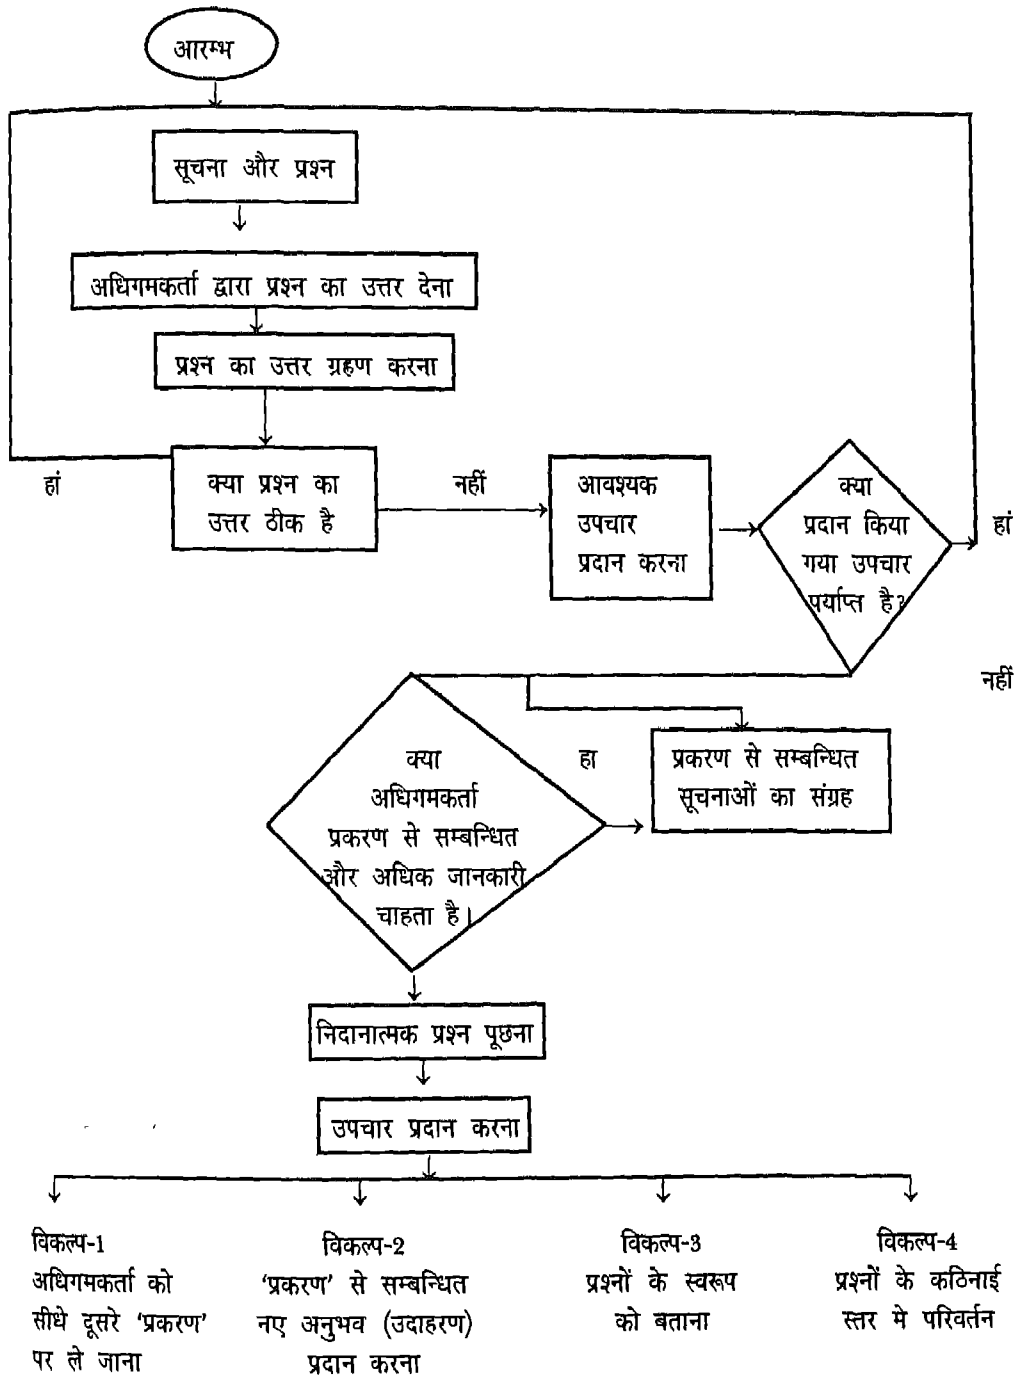 आरम्भ
सूचना और प्रश्न
अधिगमकर्ता द्वारा प्रश्न का उत्तर देना
प्रश्न का उत्तर ग्रहण करना
हां
क्या प्रश्न का
उत्तर ठीक है
नहीं
आवश्यक
उपचार
प्रदान करना
क्या
प्रदान किया
गया उपचार
पर्याप्त है?
हां
नहीं
क्या
अधिगमकर्ता
प्रकरण से सम्बन्धित
और अधिक जानकारी
चाहता है।
हा
प्रकरण से सम्बन्धित
सूचनाओं का संग्रह
निदानात्मक प्रश्न पूछना
उपचार प्रदान करना
विकल्प-1
अधिगमकर्ता को
सीधे दूसरे 'प्रकरण'
पर ले जाना
विकल्प-2
'प्रकरण' से सम्बन्धित
नए अनुभव (उदाहरण)
प्रदान करना
विकल्प-3
प्रश्नों के स्वरूप
को बताना
विकल्प-4
प्रश्नों के कठिनाई
स्तर मे परिवर्तन